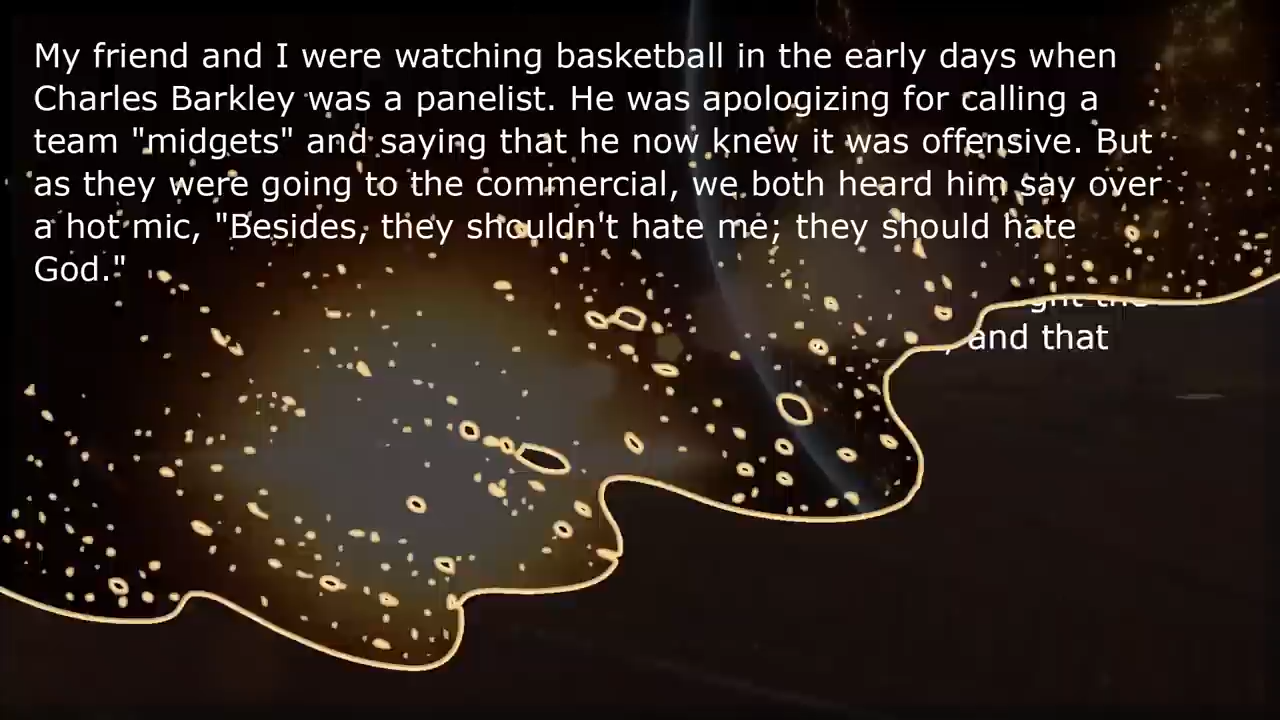 My friend and I were watching basketball in the early days when
Charles Barkley was a panelist. He was apologizing for calling a
team "midgets" and saying that he now knew it was offensive. But
as they were going to the commercial, we both heard him say over
a hot mic, "Besides, they shouldn't hate me; they should hate
God."
and that